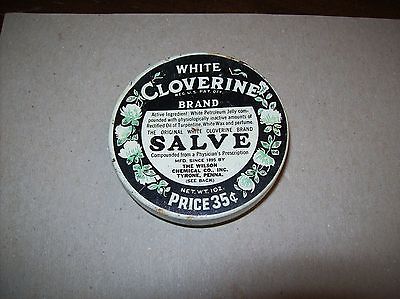 WHITE
CLOVERINE
REG. U.S. PAT. OFF.
BRAND
Active Ingredient: White Petroleum Jelly com-
pounded with physiologically inactive amounts of
Rectified Oil of Turpentine, White Wax and perfume.
THE ORIGINAL WHITE CLOVERINE BRAND
SALVE
Compounded from a Physician's Prescription
MFD. SINCE 1895 BY
THE WILSON
CHEMICAL CO., INC.
TYRONE, PENNA.
(SEE BACK)
NET. WT. 1OZ.
PRICE 35¢